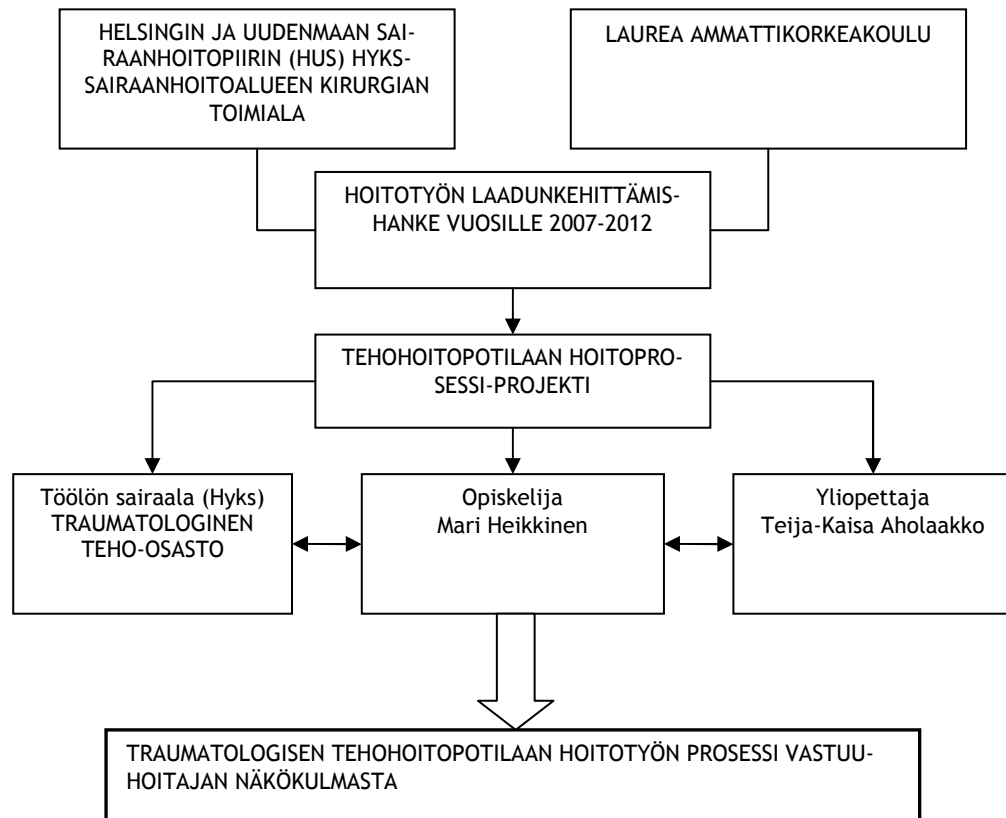 HELSINGIN JA UUDENMAAN SAI-
RAANHOITOPIIRIN (HUS) HYKS-
SAIRAANHOITOALUEEN KIRURGIAN
TOIMIALA
LAUREA AMMATTIKORKEAKOULU
HOITOTYÖN LAADUNKEHITTÄMIS-
HANKE VUOSILLE 2007-2012
TEHOHOITOPOTILAAN HOITOPRO-
SESSI-PROJEKTI
Töölön sairaala (Hyks)
TRAUMATOLOGINEN
TEHO-OSASTO
Opiskelija
Mari Heikkinen
Yliopettaja
Teija-Kaisa Aholaakko
TRAUMATOLOGISEN TEHOHOITOPOTILAAN HOITOTYÖN PROSESSI VASTUU-
HOITAJAN NÄKÖKULMASTA